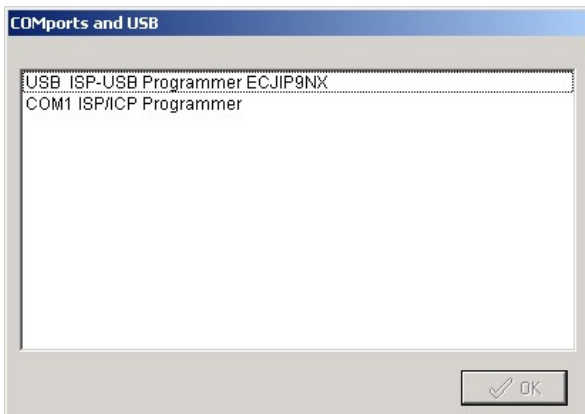 COMports and USB
USB ISP-USB Programmer ECJIP9NX
COM1 ISP/ICP Programmer
OK